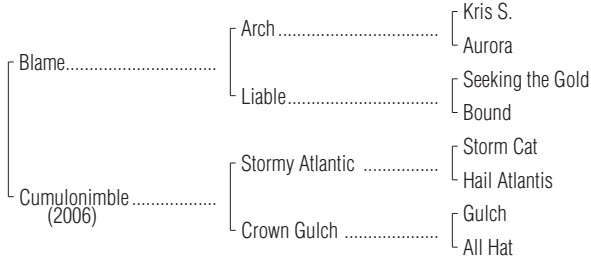 Kris S.
Arch
Aurora
Blame
Seeking the Gold
Liable
Bound
Storm Cat
Stormy Atlantic
Hail Atlantis
Cumulonimble
(2006)
Gulch
Crown Gulch
All Hat